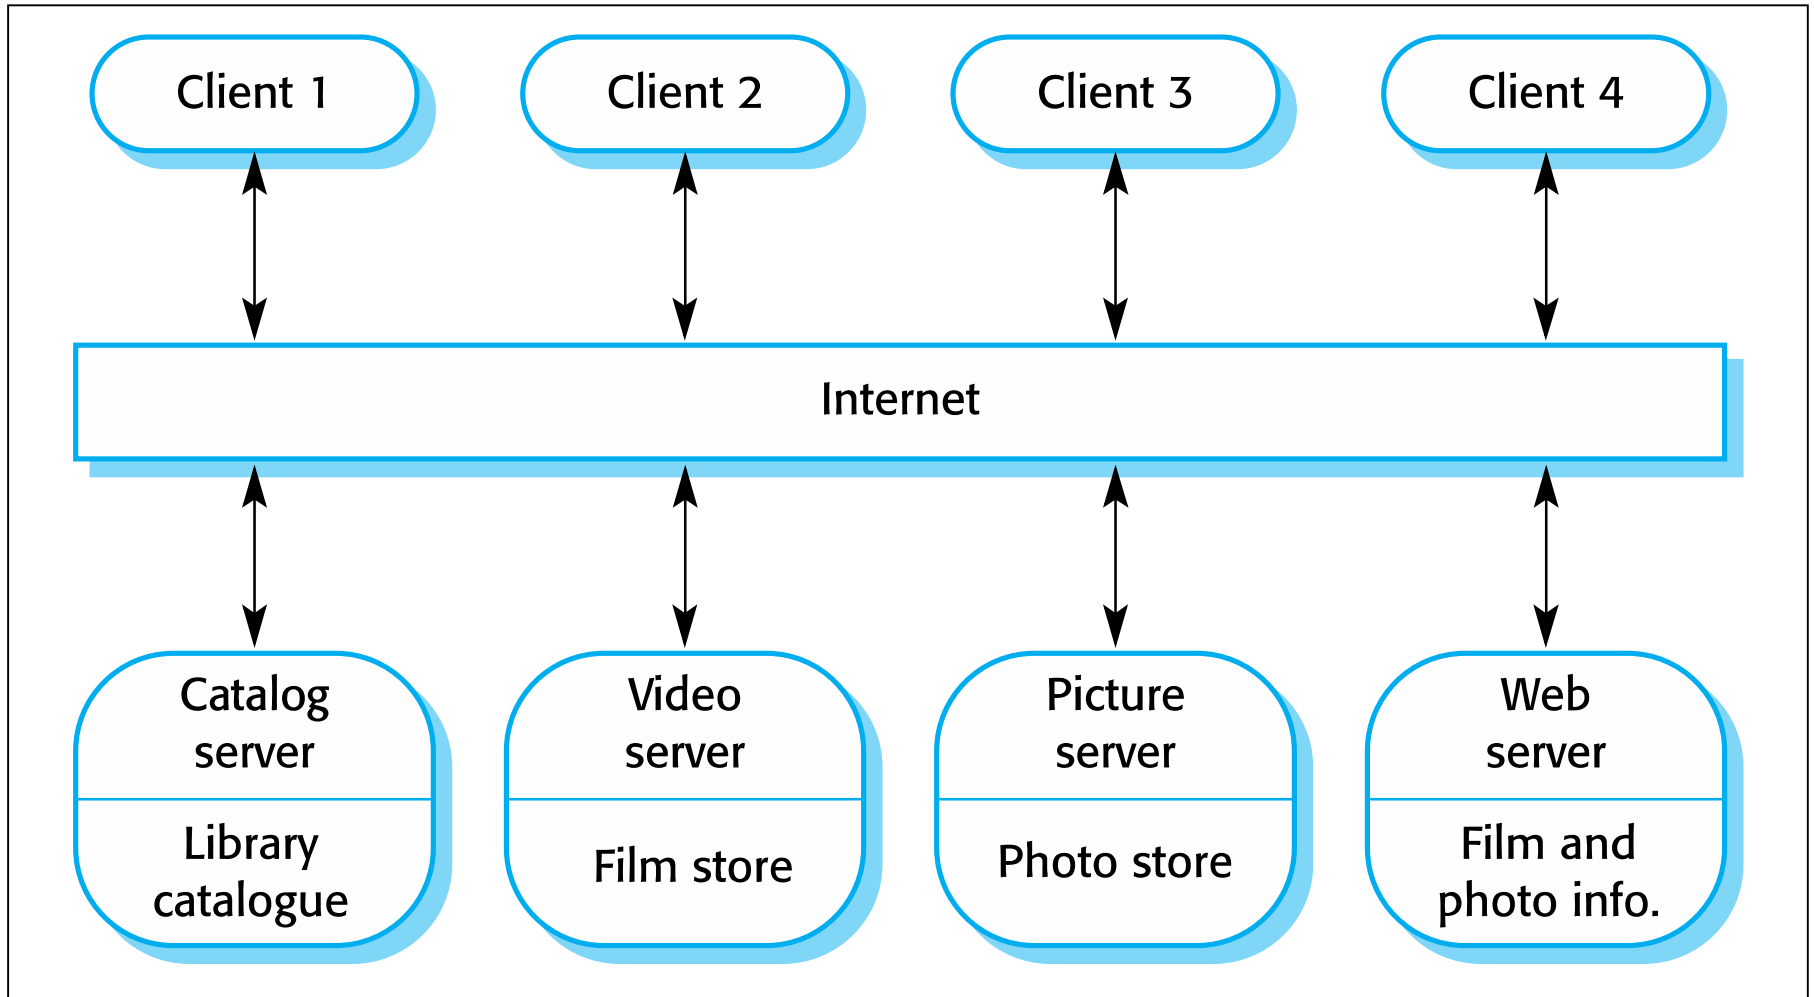 Client 1
Client 2
Client 3
Client 4
Internet
Catalog
server
Library
catalogue
Video
server
Film store
Picture
server
Photo store
Web
server
Film and
photo info.